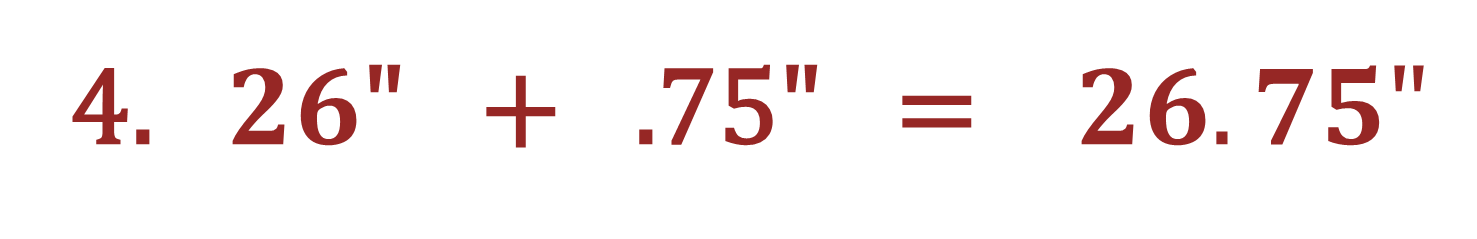 4. 26" + .75" = 26.75"